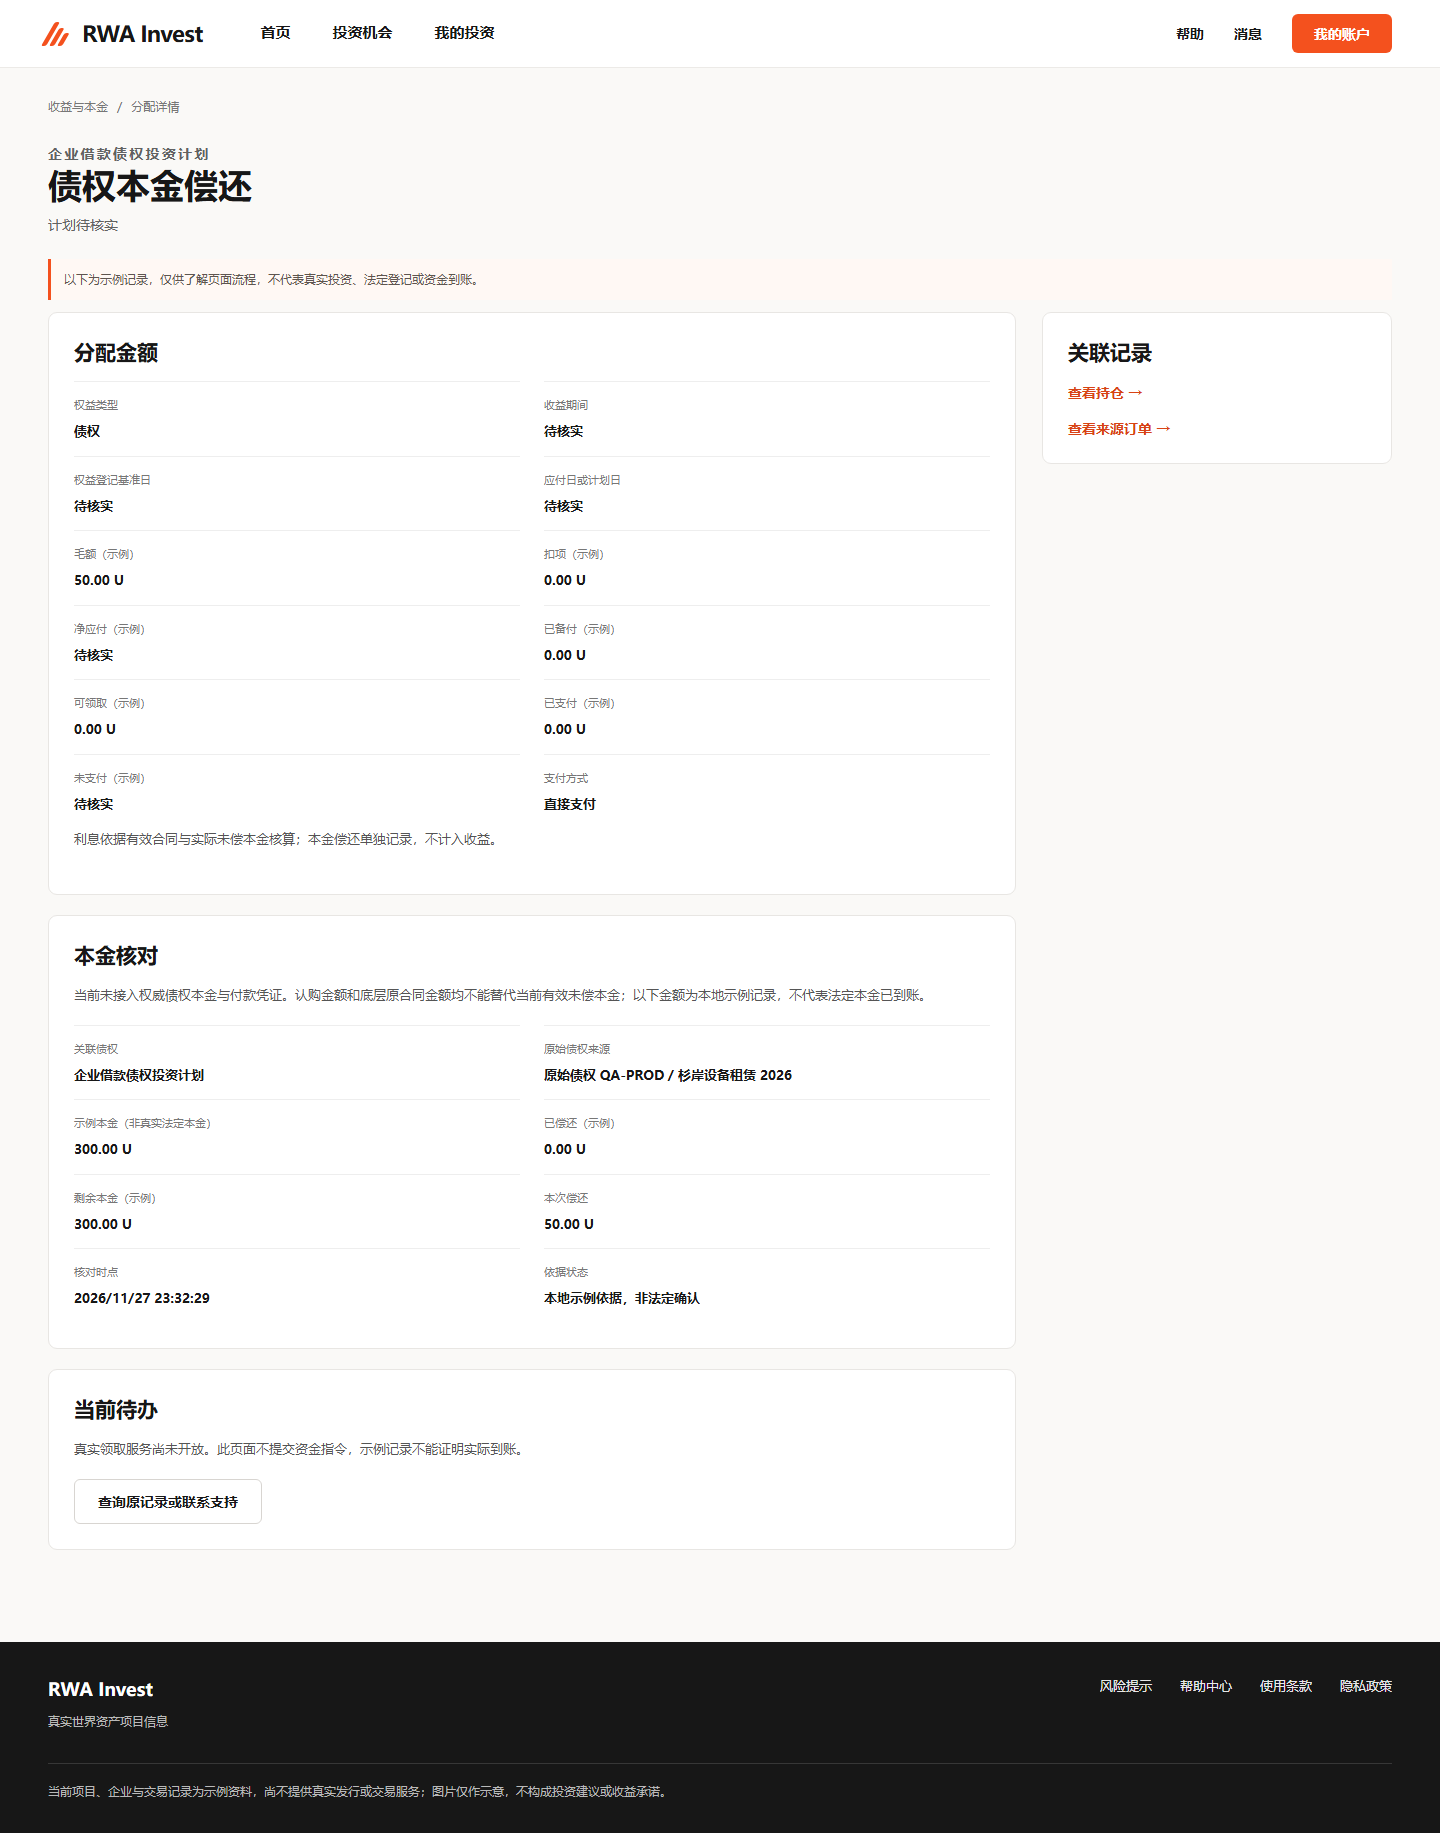 RWA Invest
首页
投资机会
我的投资
帮助
消息
我的账户
收益与本金 / 分配详情
企业借款债权投资计划
债权本金偿还
计划待核实
以下为示例记录，仅供了解页面流程，不代表真实投资、法定登记或资金到账。
分配金额
权益类型
债权
收益期间
待核实
权益登记基准日
待核实
应付日或计划日
待核实
毛额（示例）
50.00 U
扣项（示例）
0.00 U
净应付（示例）
待核实
已备付（示例）
0.00 U
可领取（示例）
0.00 U
已支付（示例）
0.00 U
未支付（示例）
待核实
支付方式
直接支付
利息依据有效合同与实际未偿本金核算；本金偿还单独记录，不计入收益。
关联记录
查看持仓 →
查看来源订单 →
本金核对
当前未接入权威债权本金与付款凭证。认购金额和底层原合同金额均不能替代当前有效未偿本金；以下金额为本地示例记录，不代表法定本金已到账。
关联债权
企业借款债权投资计划
原始债权来源
原始债权 QA-PROD / 杉岸设备租赁 2026
示例本金（非真实法定本金）
300.00 U
已偿还（示例）
0.00 U
剩余本金（示例）
300.00 U
本次偿还
50.00 U
核对时点
2026/11/27 23:32:29
依据状态
本地示例依据，非法定确认
当前待办
真实领取服务尚未开放。此页面不提交资金指令，示例记录不能证明实际到账。
查询原记录或联系支持
RWA Invest
真实世界资产项目信息
风险提示
帮助中心
使用条款
隐私政策
当前项目、企业与交易记录为示例资料，尚不提供真实发行或交易服务；图片仅作示意，不构成投资建议或收益承诺。